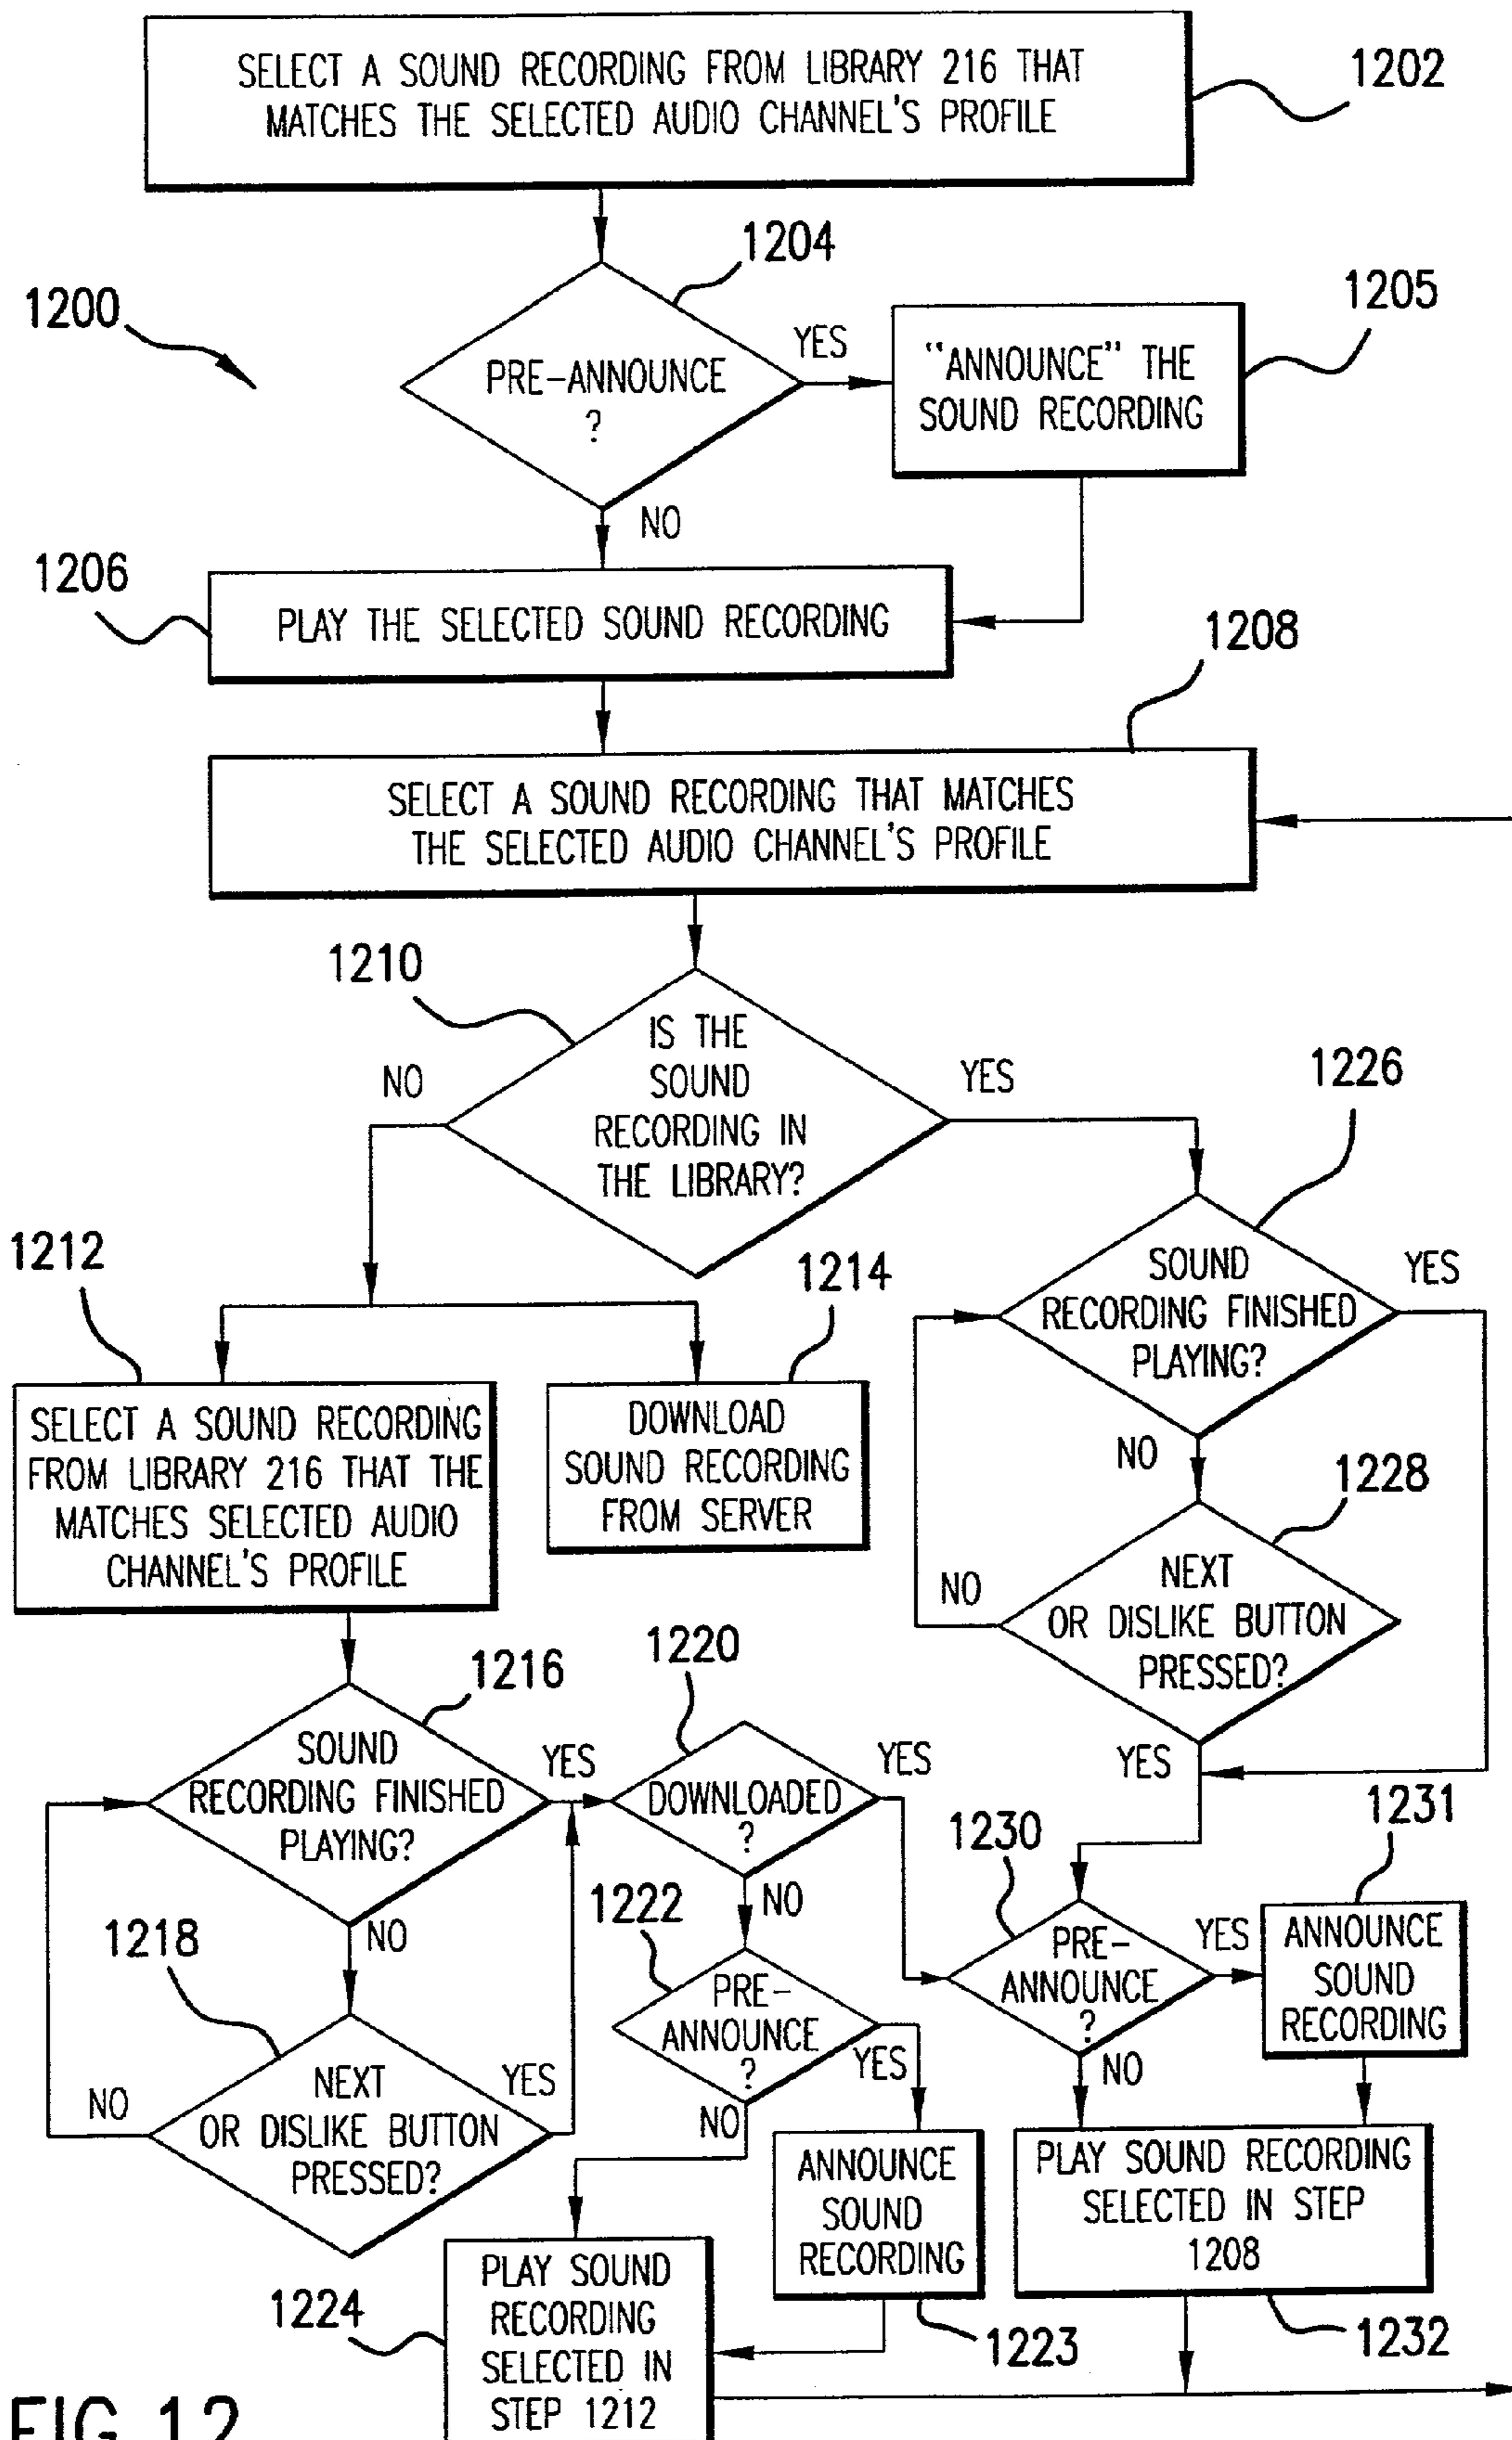 SELECT A SOUND RECORDING FROM LIBRARY 216 THAT
MATCHES THE SELECTED AUDIO CHANNEL'S PROFILE
1202
1204
1200
PRE-ANNOUNCE
?
YES
1205
"ANNOUNCE" THE
SOUND RECORDING
NO
1206
PLAY THE SELECTED SOUND RECORDING
1208
SELECT A SOUND RECORDING THAT MATCHES
THE SELECTED AUDIO CHANNEL'S PROFILE
1210
IS THE
SOUND
RECORDING IN
THE LIBRARY?
NO
YES
1226
SOUND
RECORDING FINISHED
PLAYING?
YES
NO
1228
NEXT
OR DISLIKE BUTTON
PRESSED?
NO
YES
1212
SELECT A SOUND RECORDING
FROM LIBRARY 216 THAT THE
MATCHES SELECTED AUDIO
CHANNEL'S PROFILE
1214
DOWNLOAD
SOUND RECORDING
FROM SERVER
1216
SOUND
RECORDING FINISHED
PLAYING?
YES
NO
1218
NEXT
OR DISLIKE BUTTON
PRESSED?
NO
YES
1220
DOWNLOADED
?
YES
NO
1222
PRE-
ANNOUNCE
?
YES
NO
ANNOUNCE
SOUND
RECORDING
1223
1230
PRE-
ANNOUNCE
?
YES
NO
1231
ANNOUNCE
SOUND
RECORDING
PLAY SOUND RECORDING
SELECTED IN STEP
1208
1232
1224
PLAY SOUND
RECORDING
SELECTED IN
STEP 1212
FIG.12